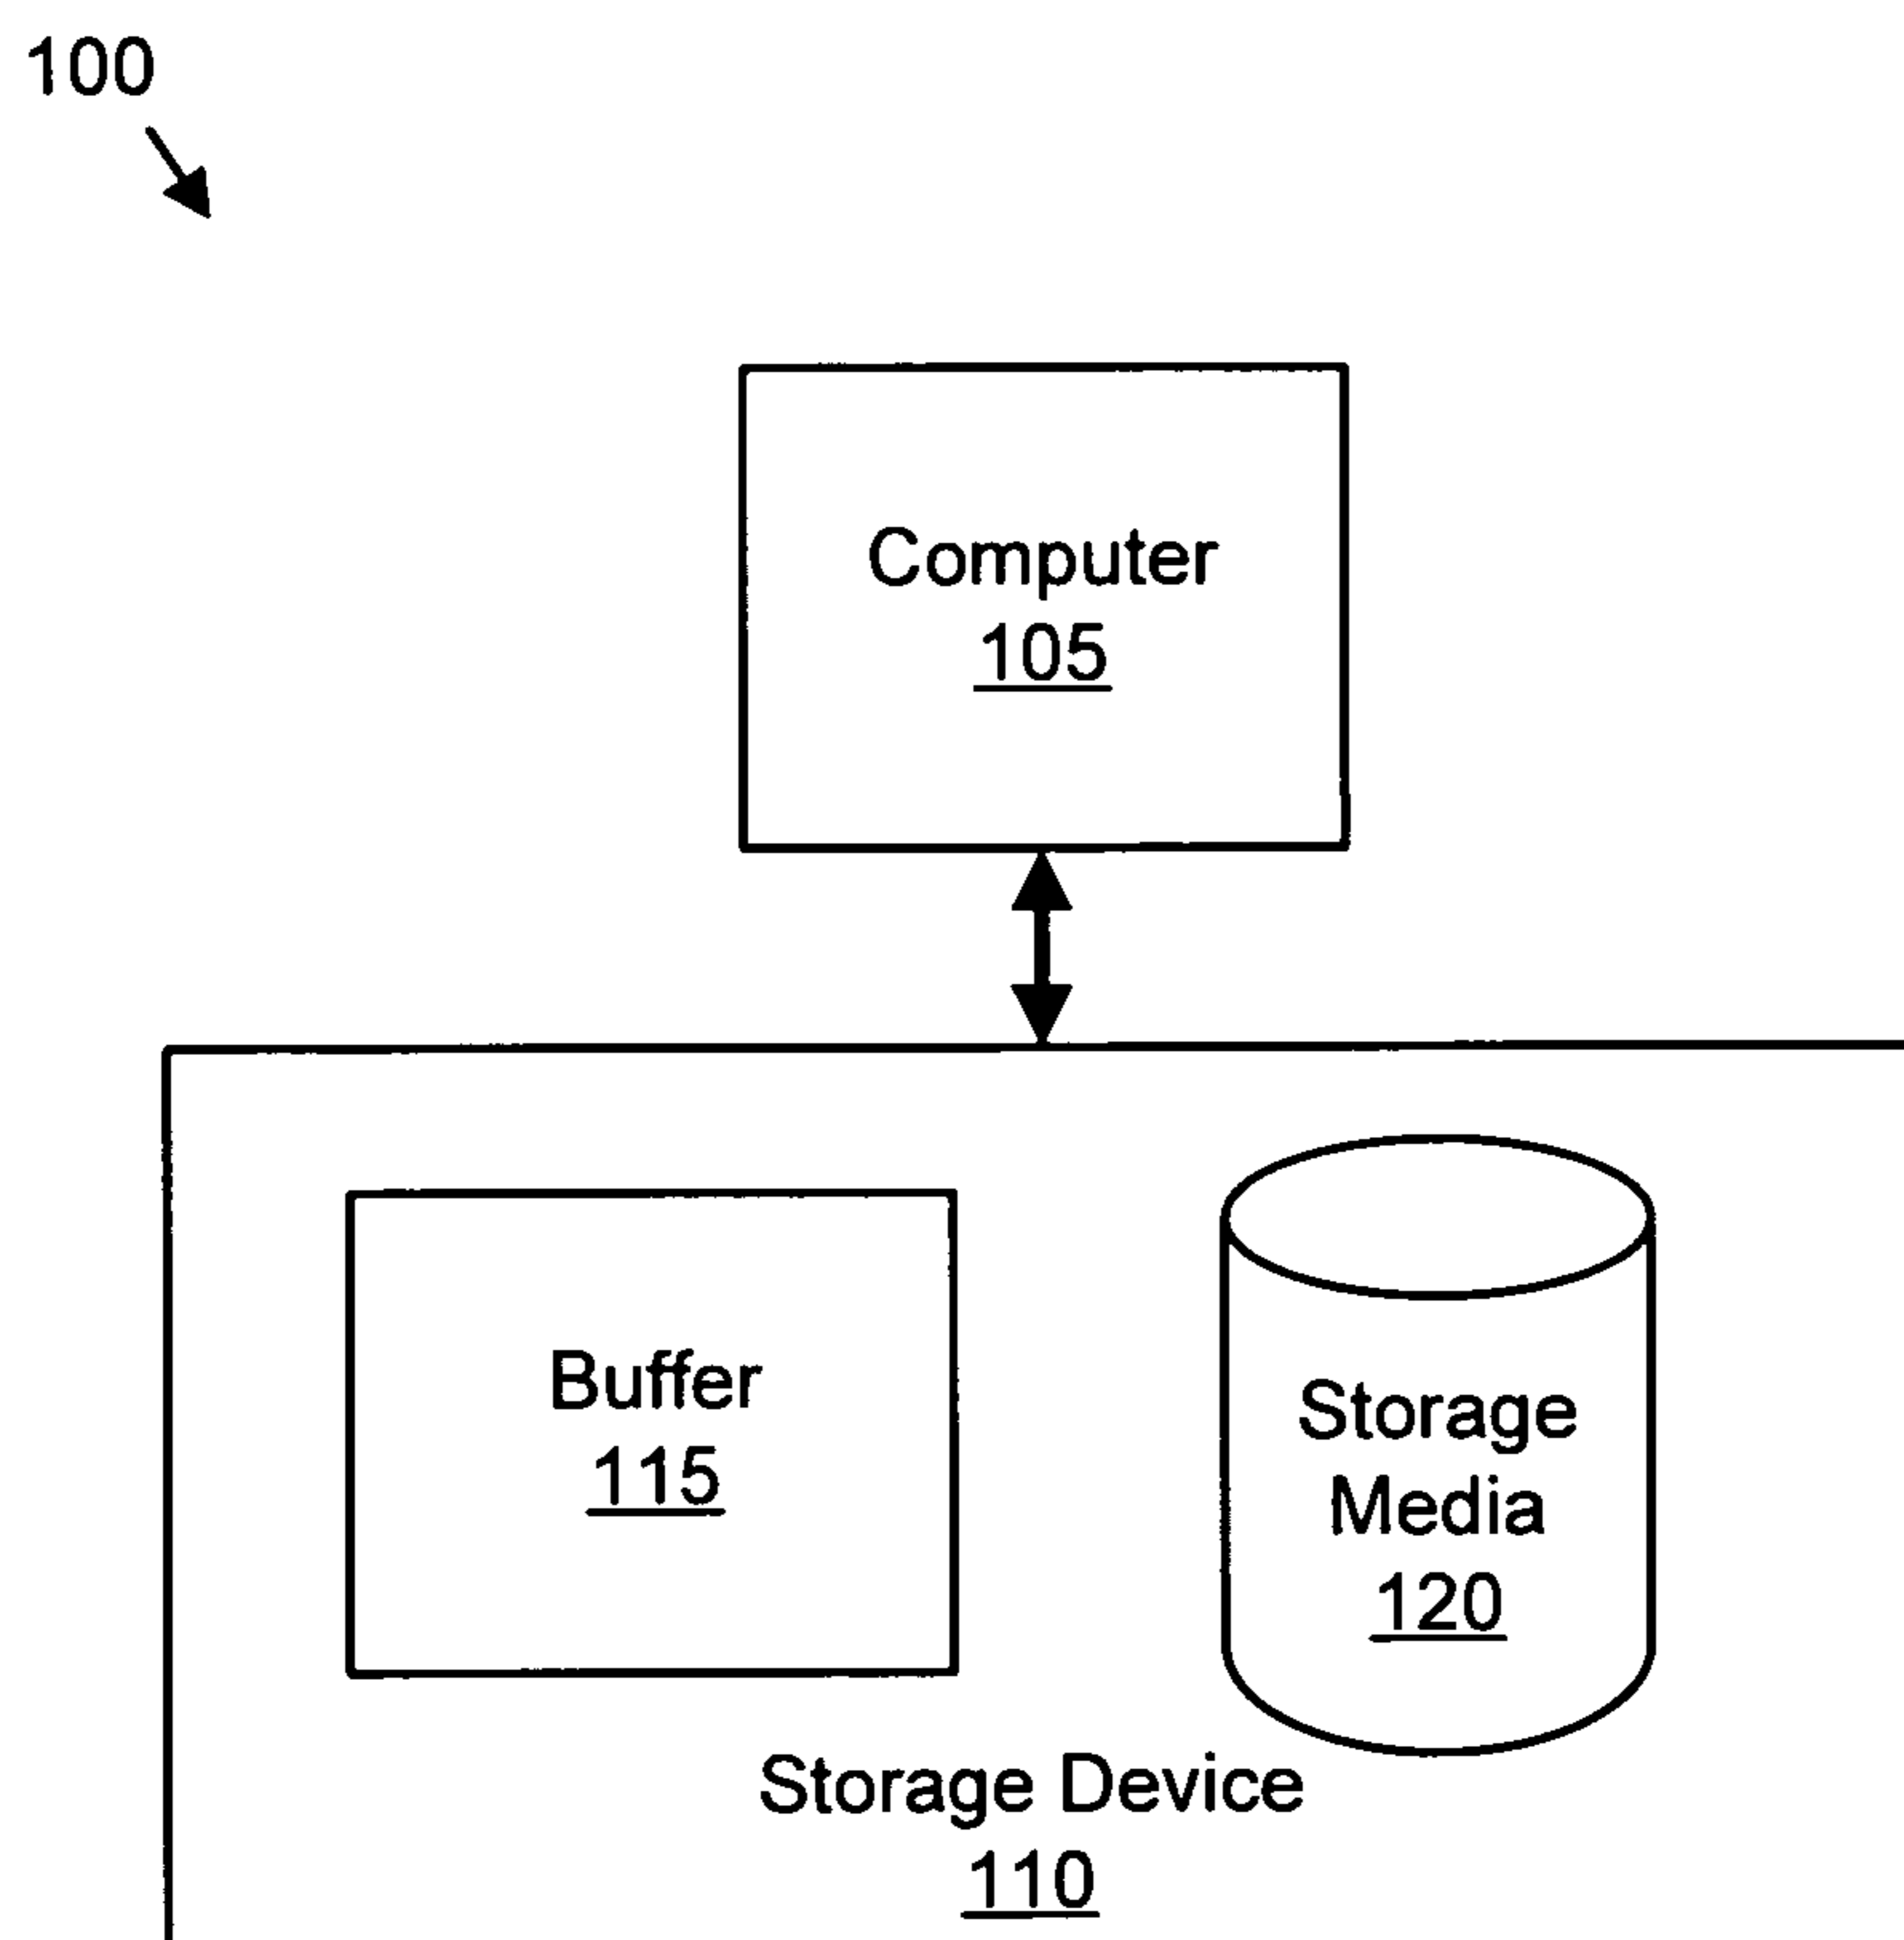 100
Computer
105
Buffer
115
Storage
Media
120
Storage Device
110